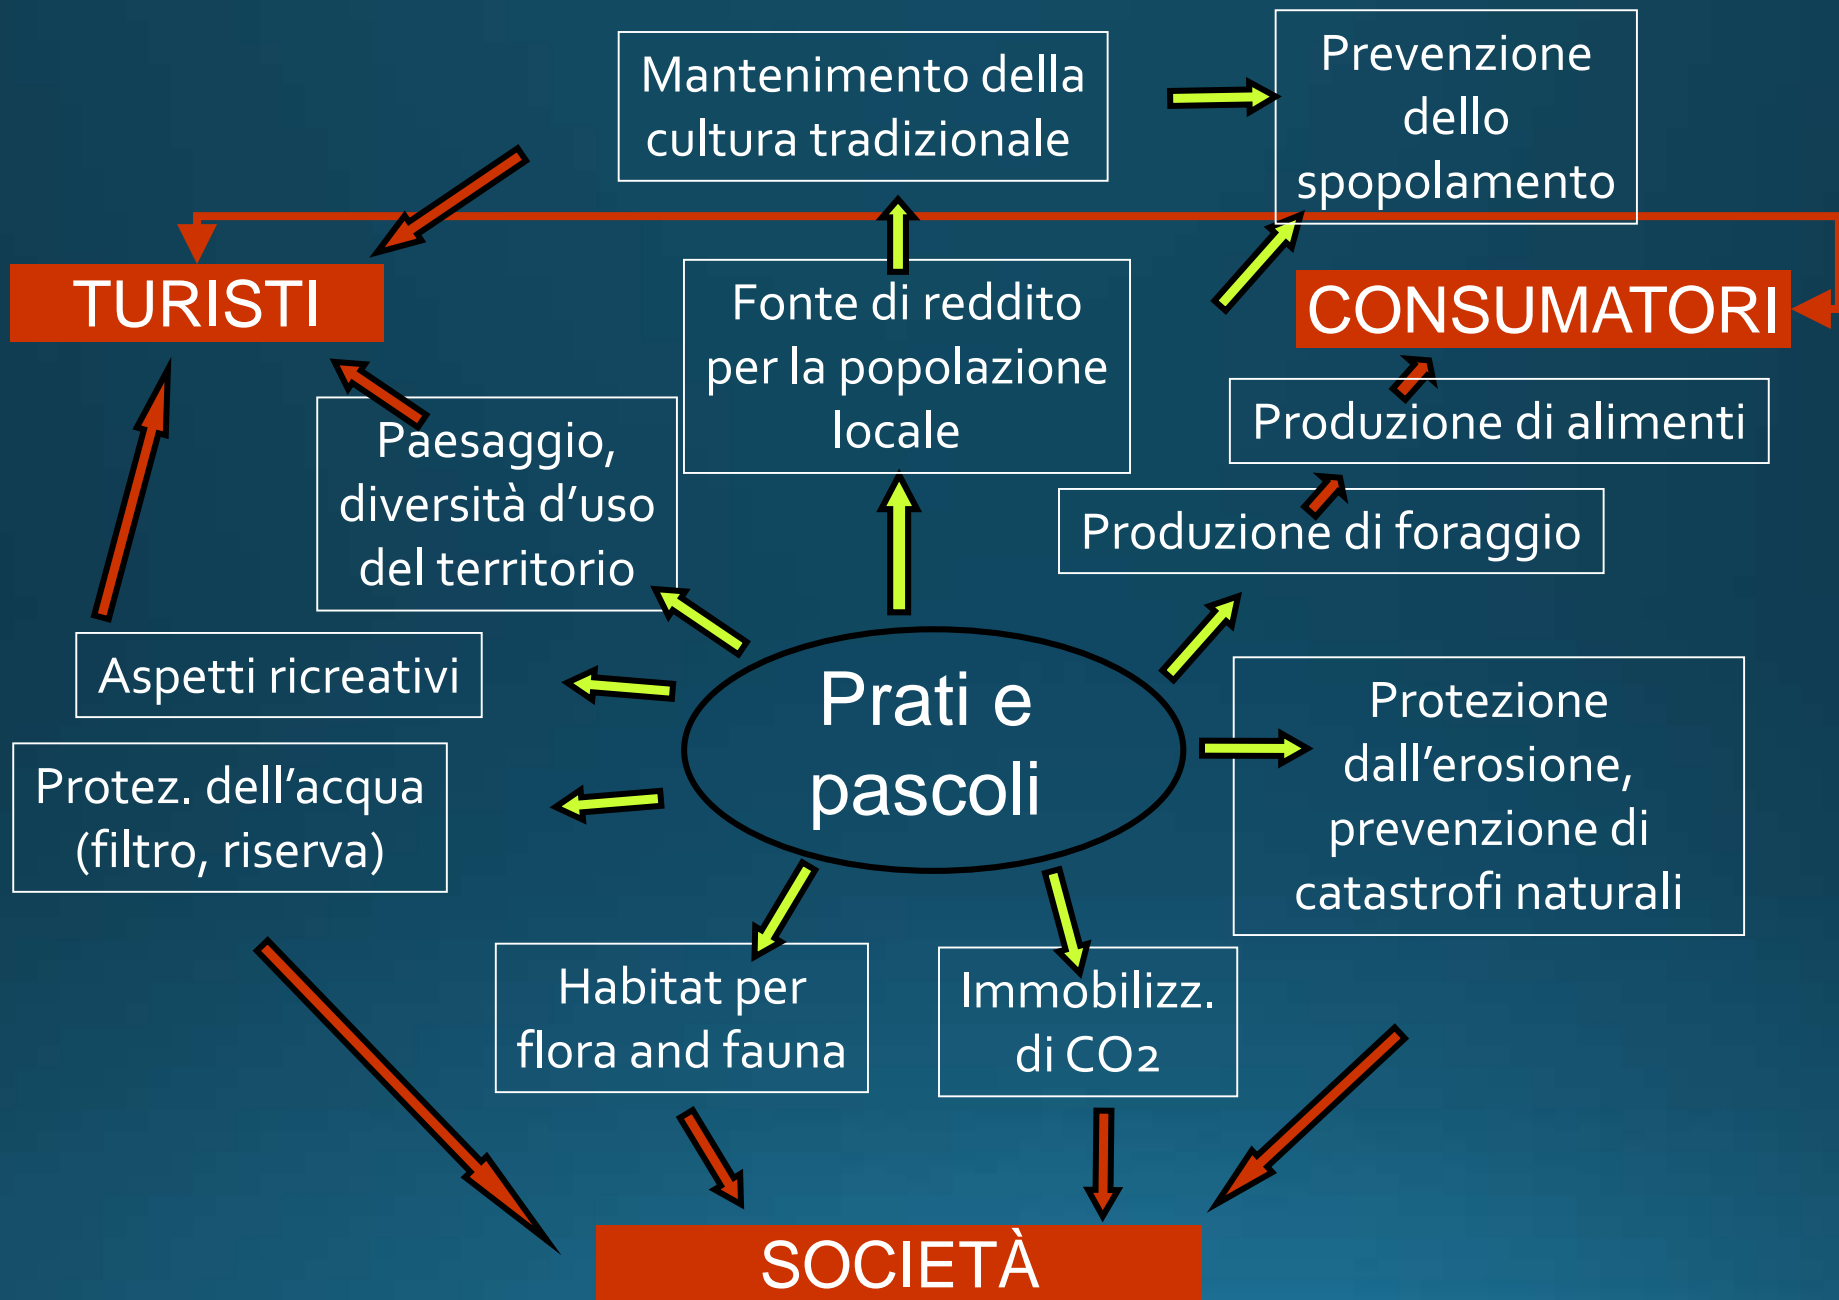 Mantenimento della
cultura tradizionale
Prevenzione
dello
spopolamento
TURISTI
Fonte di reddito
per la popolazione
locale
CONSUMATORI
Paesaggio,
diversità d’uso
del territorio
Produzione di alimenti
Produzione di foraggio
Aspetti ricreativi
Prati e
pascoli
Protezione
dall’erosione,
prevenzione di
catastrofi naturali
Protez. dell’acqua
(filtro, riserva)
Habitat per
flora and fauna
Immobilizz.
di CO2
SOCIETÀ